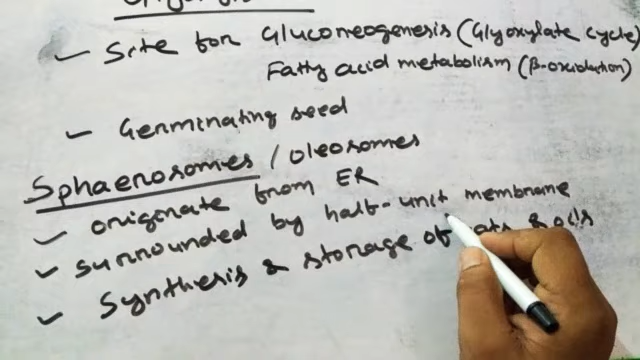 ✓ Site for Gluconeogenesis (Glyoxylate cycle)
Fatty acid metabolism (β-oxidation)
✓ Germinating seed
Sphaerosomes / oleosomes
✓ originate from ER
✓ surrounded by half-unit membrane
✓ Synthesis & storage of & oils